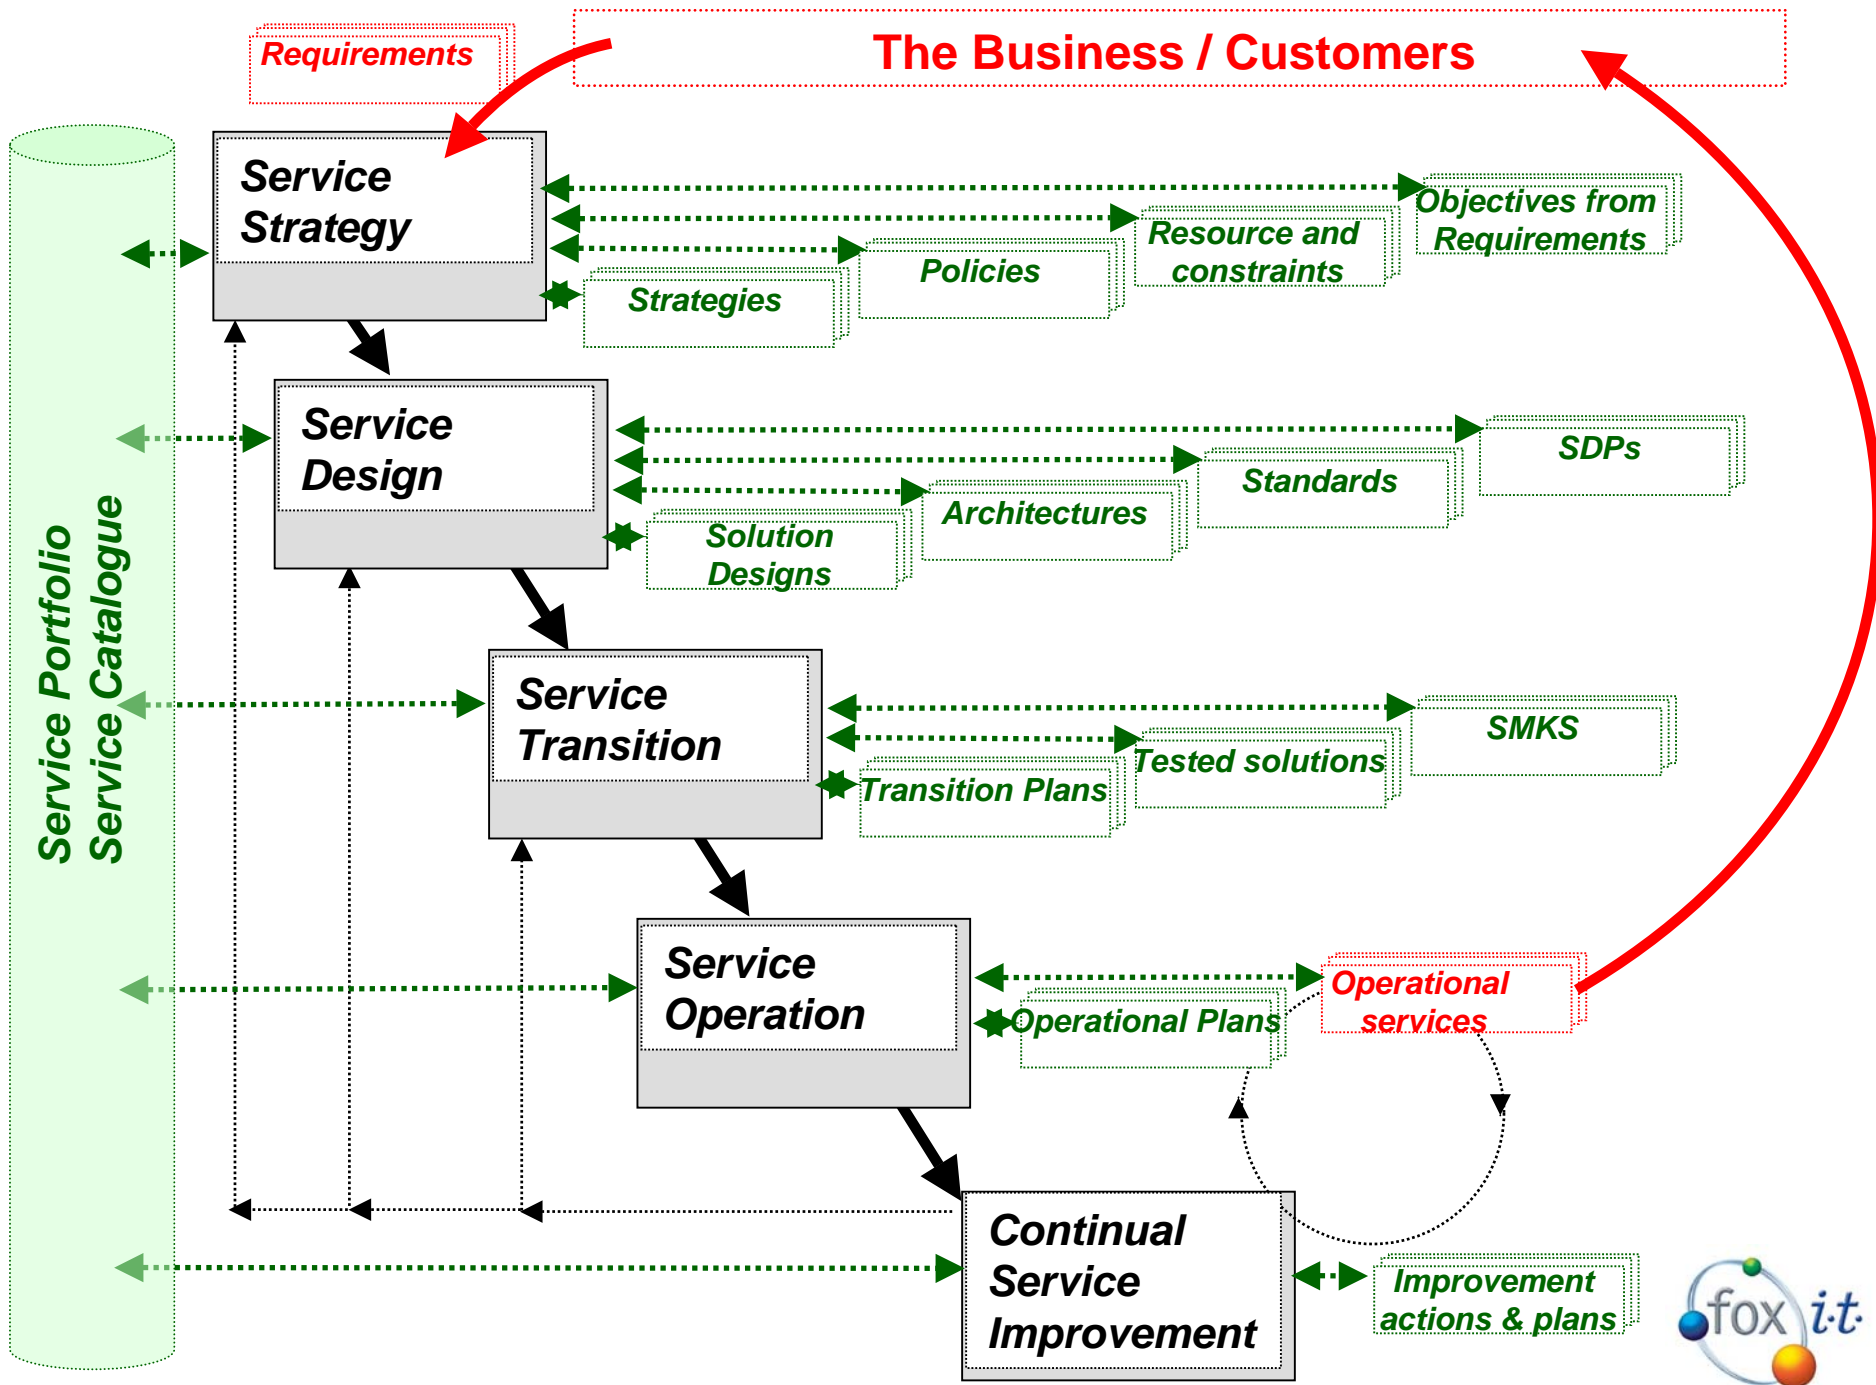 Requirements
The Business / Customers
Service
Strategy
Objectives from
Requirements
Resource and
constraints
Policies
Strategies
Service
Design
SDPs
Standards
Architectures
Solution
Designs
Service Portfolio
Service Catalogue
Service
Transition
SMKS
Tested solutions
Transition Plans
Service
Operation
Operational
services
Operational Plans
Continual
Service
Improvement
Improvement
actions & plans
fox i.t.